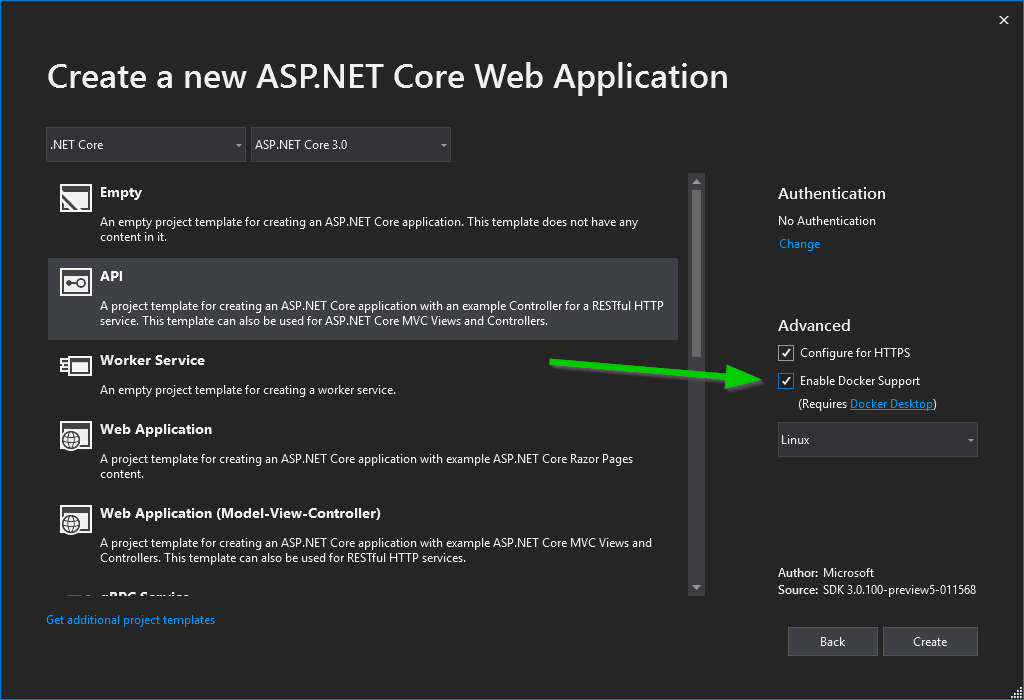 Create a new ASP.NET Core Web Application
.NET Core
ASP.NET Core 3.0
Empty
An empty project template for creating an ASP.NET Core application. This template does not have any
content in it.
API
A project template for creating an ASP.NET Core application with an example Controller for a RESTful HTTP
service. This template can also be used for ASP.NET Core MVC Views and Controllers.
Worker Service
An empty project template for creating a worker service.
Web Application
A project template for creating an ASP.NET Core application with example ASP.NET Core Razor Pages
content.
Web Application (Model-View-Controller)
A project template for creating an ASP.NET Core application with example ASP.NET Core MVC Views and
Controllers. This template can also be used for RESTful HTTP services.
gRPC Service
Get additional project templates
Authentication
No Authentication
Change
Advanced
Configure for HTTPS
Enable Docker Support
(Requires Docker Desktop)
Linux
Author: Microsoft
Source: SDK 3.0.100-preview5-011568
Back
Create